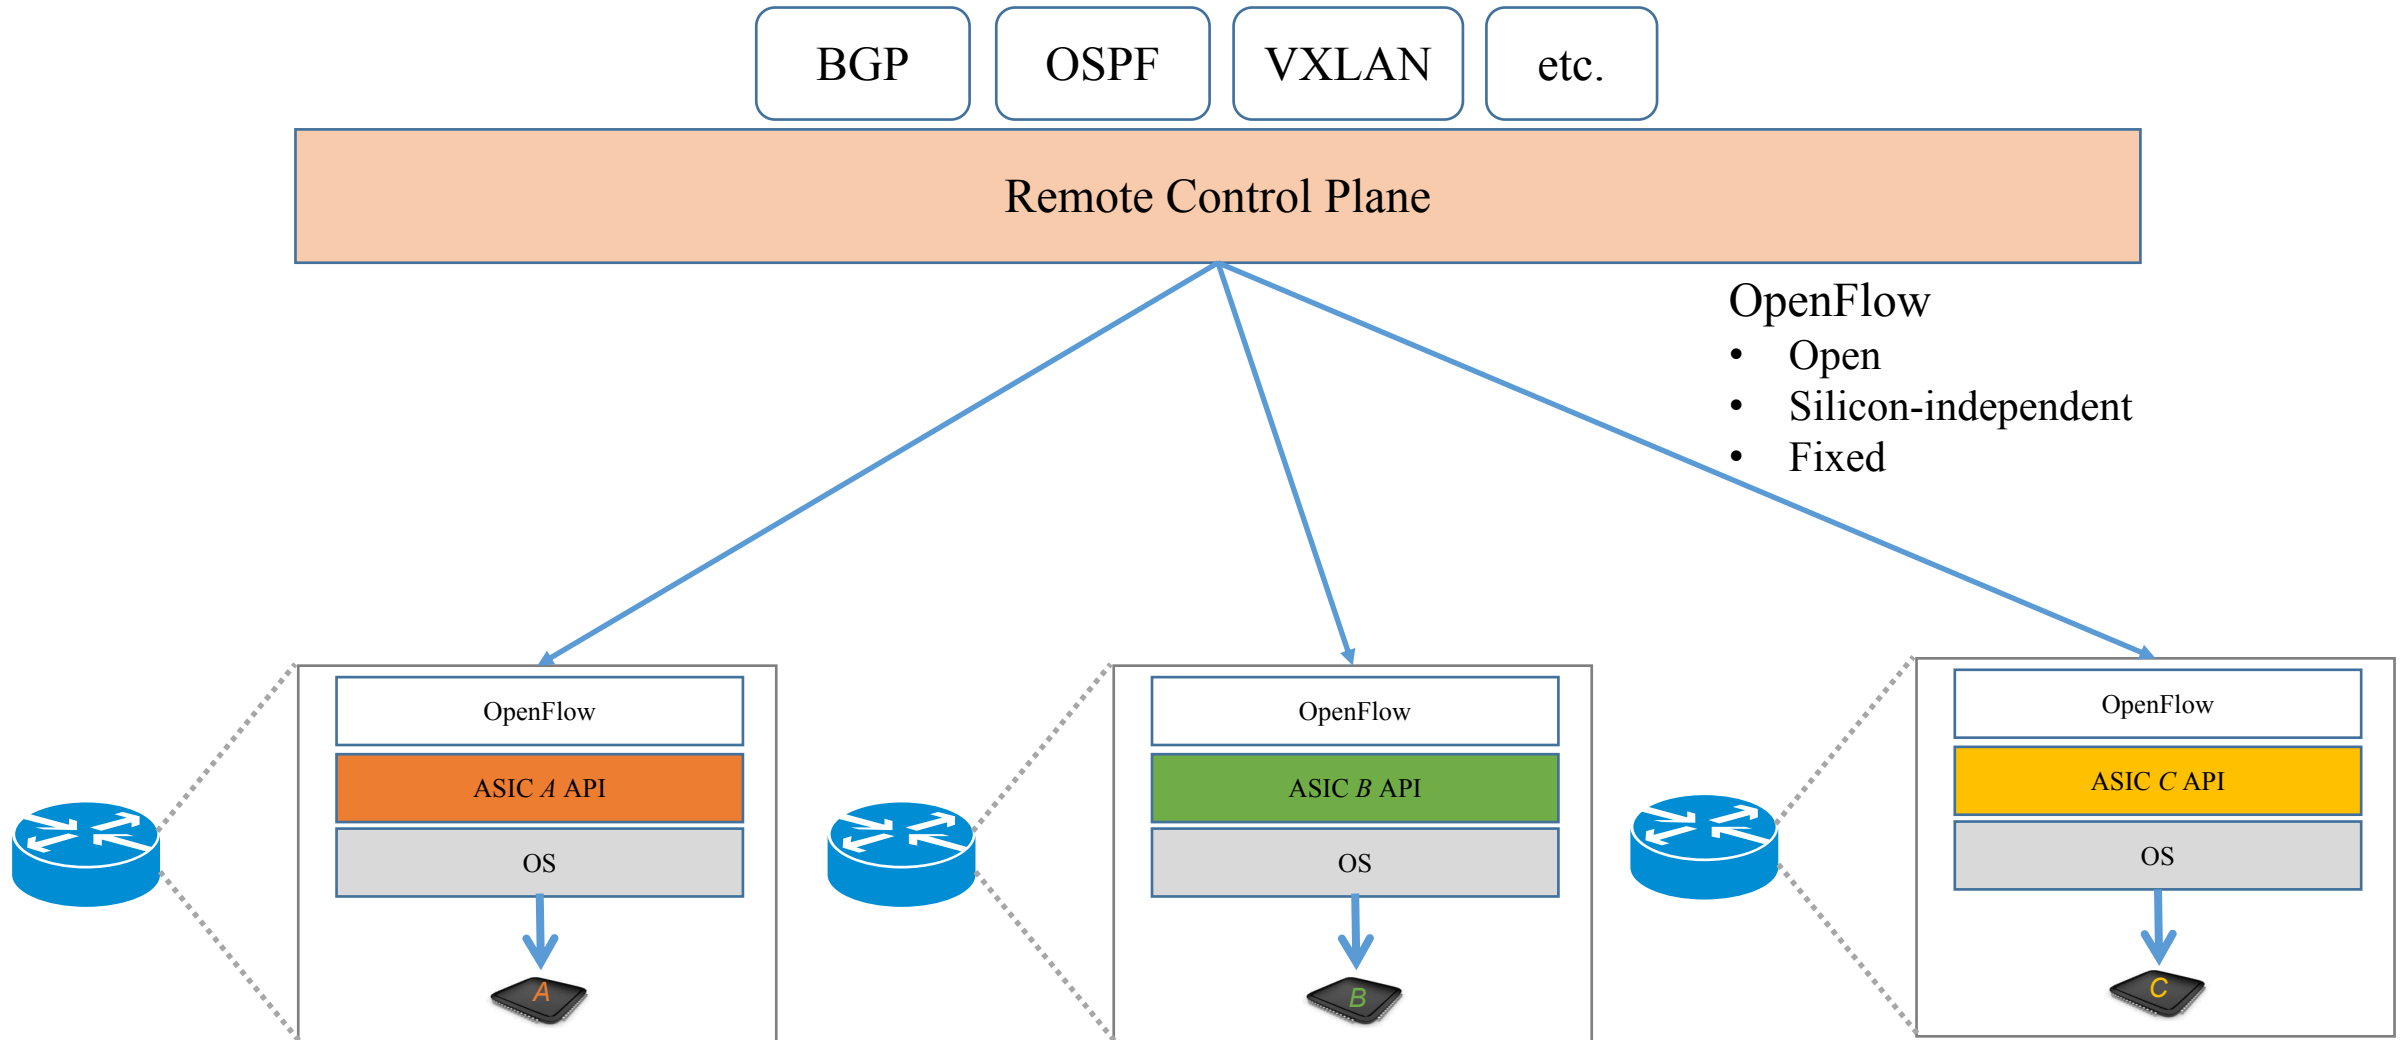 BGP
OSPF
VXLAN
etc.
Remote Control Plane
OpenFlow
• Open
• Silicon-independent
• Fixed
OpenFlow
ASIC A API
OS
A
OpenFlow
ASIC B API
OS
B
OpenFlow
ASIC C API
OS
C